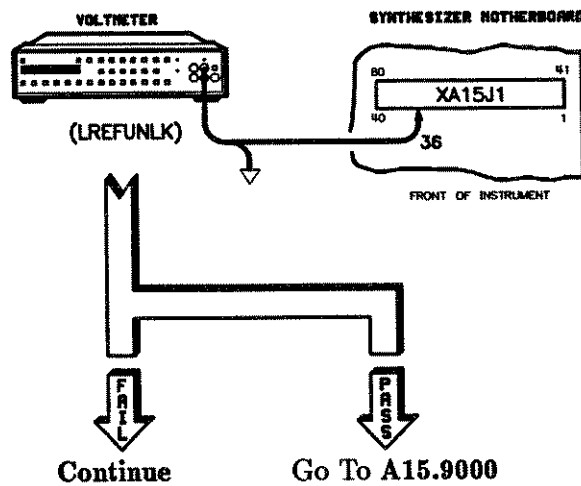 VOLTMETER
SYNTHESIZER MOTHERBOARD
80
41
XA15J1
40
1
36
(LREFUNLK)
FRONT OF INSTRUMENT
FAIL
PASS
Continue
Go To A15.9000